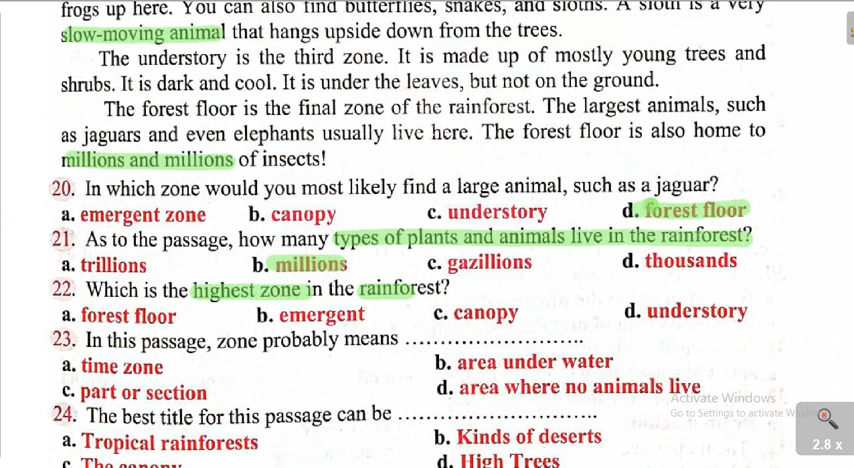 frogs up here. You can also find butterflies, snakes, and sloths. A sloth is a very
slow-moving animal that hangs upside down from the trees.
The understory is the third zone. It is made up of mostly young trees and
shrubs. It is dark and cool. It is under the leaves, but not on the ground.
The forest floor is the final zone of the rainforest. The largest animals, such
as jaguars and even elephants usually live here. The forest floor is also home to
millions and millions of insects!
20. In which zone would you most likely find a large animal, such as a jaguar?
a. emergent zone b. canopy c. understory d. forest floor
21. As to the passage, how many types of plants and animals live in the rainforest?
a. trillions b. millions c. gazillions d. thousands
22. Which is the highest zone in the rainforest?
a. forest floor b. emergent c. canopy d. understory
23. In this passage, zone probably means ..............................
a. time zone b. area under water
c. part or section d. area where no animals live
Activate Windows
Go to Settings to activate
24. The best title for this passage can be .................................
a. Tropical rainforests b. Kinds of deserts
2.8 x
c. The canopy d. High Trees